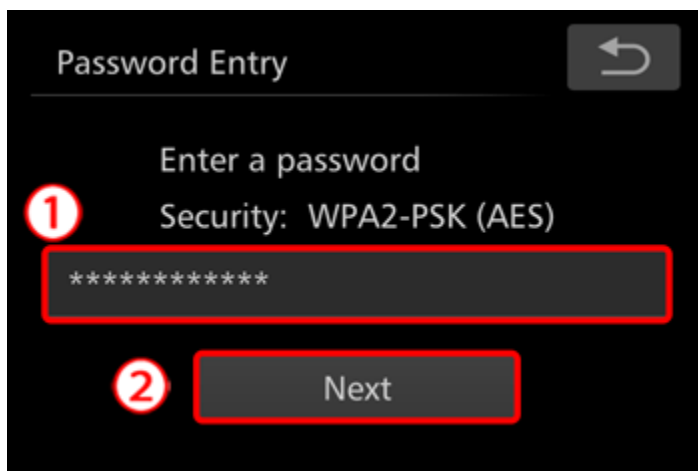 Password Entry
Enter a password
① Security: WPA2-PSK (AES)
************
② Next